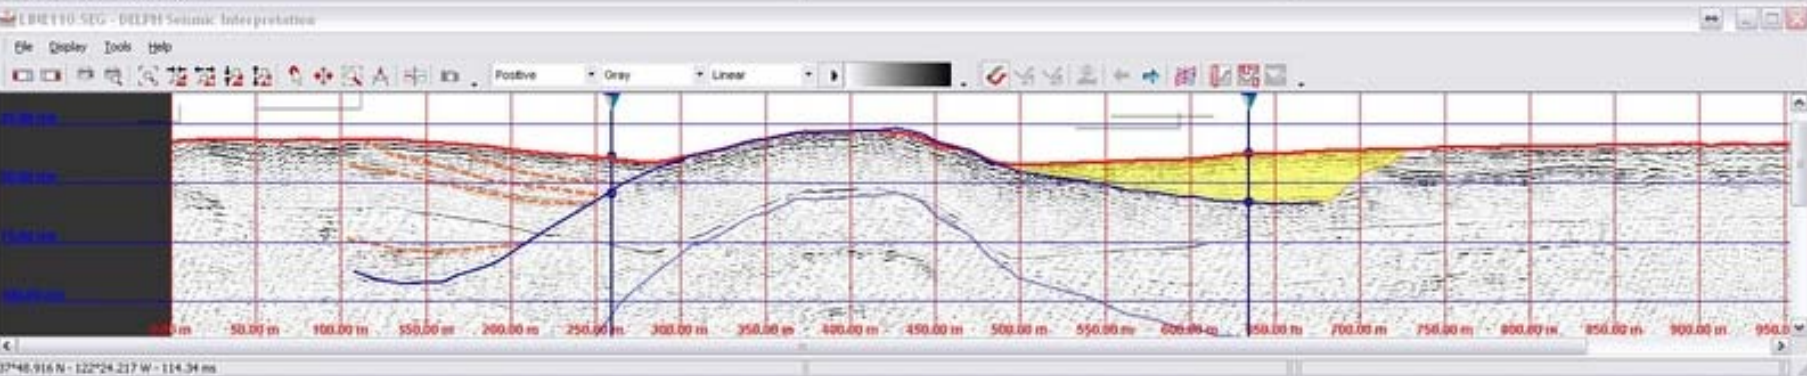 LINE110.SEG - DELPH Seismic Interpretation
File Display Tools Help
Positive Gray Linear
50.00 m 100.00 m 150.00 m 200.00 m 250.00 m 300.00 m 350.00 m 400.00 m 450.00 m 500.00 m 550.00 m 600.00 m 650.00 m 700.00 m 750.00 m 800.00 m 850.00 m 900.00 m 950.0
37°48.916 N - 122°24.217 W - 114.34 ms